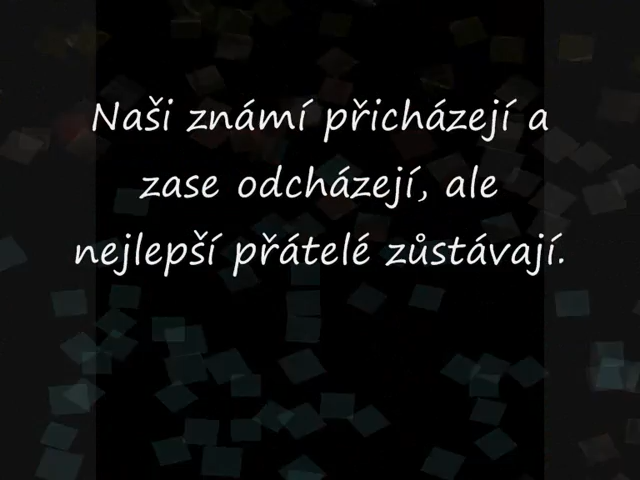 Naši známí přicházejí a
zase odcházejí, ale
nejlepší přátelé zůstávají.